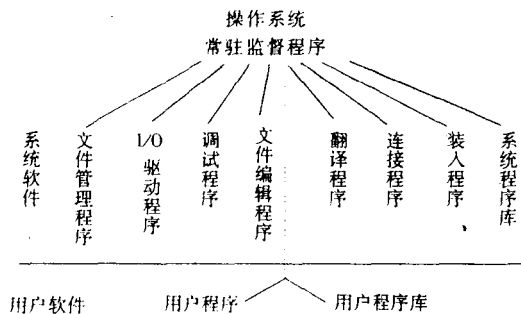 操作系统
常驻监督程序
系统软件
文件管理程序
I/O驱动程序
调试程序
文件编辑程序
翻译程序
连接程序
装入程序
系统程序库
用户软件
用户程序
用户程序库